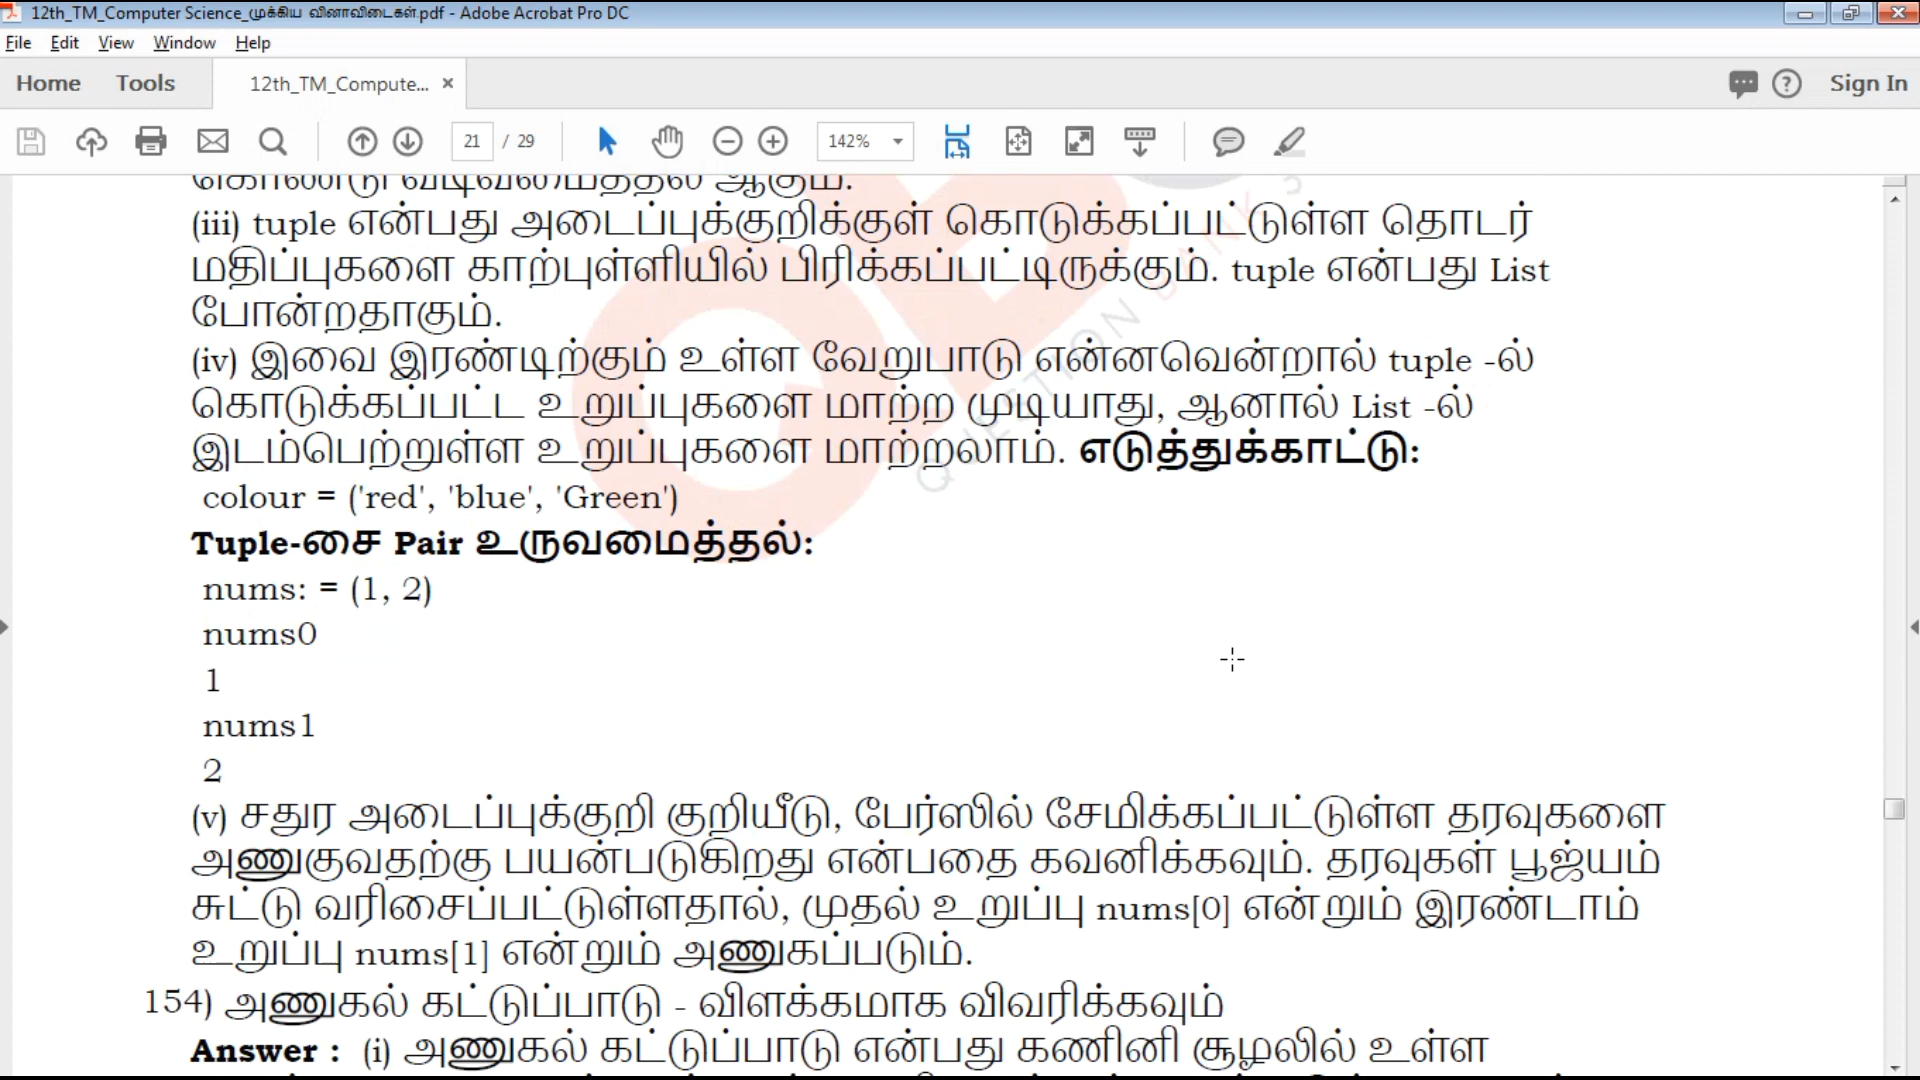 12th_TM_Computer Science_முக்கிய வினாவிடைகள்.pdf - Adobe Acrobat Pro DC
File Edit View Window Help
Home Tools 12th_TM_Compute... × Sign In
21 / 29 142%
கொண்டு வடிவமைத்தல் ஆகும்.
(iii) tuple என்பது அடைப்புக்குறிக்குள் கொடுக்கப்பட்டுள்ள தொடர்
மதிப்புகளை காற்புள்ளியில் பிரிக்கப்பட்டிருக்கும். tuple என்பது List
போன்றதாகும்.
(iv) இவை இரண்டிற்கும் உள்ள வேறுபாடு என்னவென்றால் tuple -ல்
கொடுக்கப்பட்ட உறுப்புகளை மாற்ற முடியாது, ஆனால் List -ல்
இடம்பெற்றுள்ள உறுப்புகளை மாற்றலாம். எடுத்துக்காட்டு:
colour = ('red', 'blue', 'Green')
Tuple-சை Pair உருவமைத்தல்:
nums: = (1, 2)
nums0
1
nums1
2
(v) சதுர அடைப்புக்குறி குறியீடு, பேர்ஸில் சேமிக்கப்பட்டுள்ள தரவுகளை
அணுகுவதற்கு பயன்படுகிறது என்பதை கவனிக்கவும். தரவுகள் பூஜ்யம்
சுட்டு வரிசைப்பட்டுள்ளதால், முதல் உறுப்பு nums[0] என்றும் இரண்டாம்
உறுப்பு nums[1] என்றும் அணுகப்படும்.
154) அணுகல் கட்டுப்பாடு - விளக்கமாக விவரிக்கவும்
Answer : (i) அணுகல் கட்டுப்பாடு என்பது கணினி சூழலில் உள்ள
QUESTION BANK